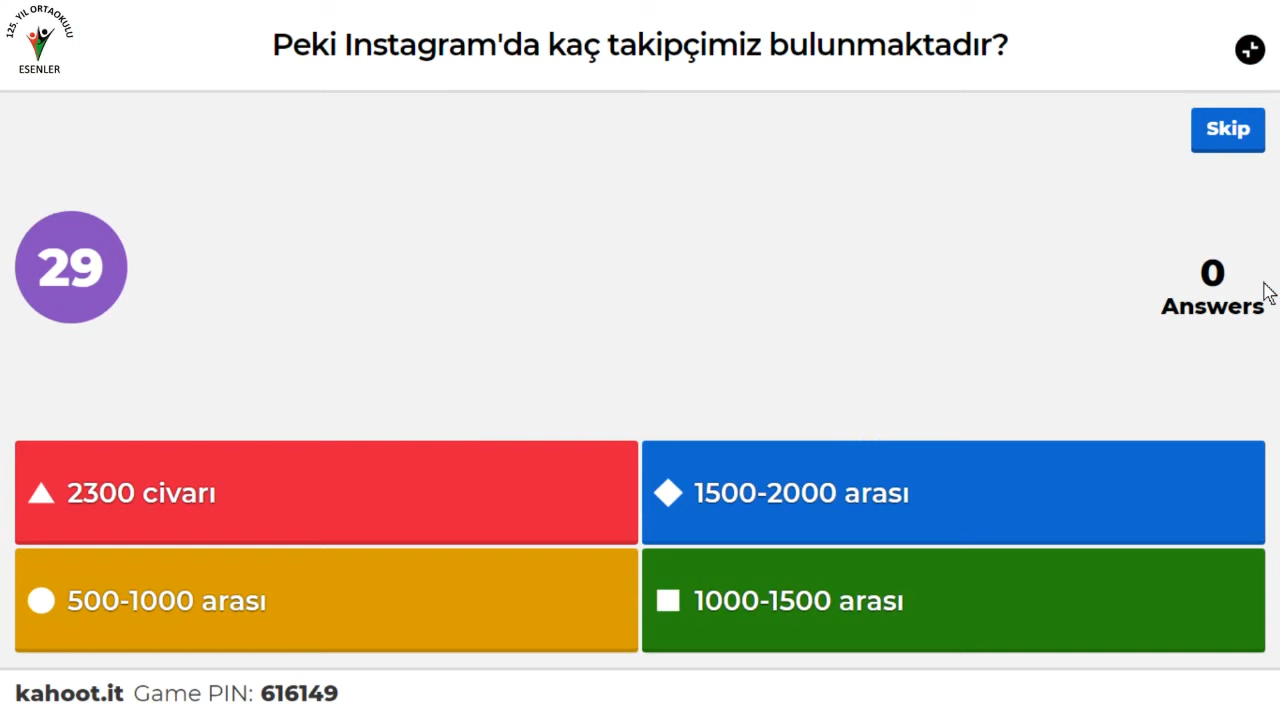 125. YIL ORTAOKULU
ESENLER
Peki Instagram'da kaç takipçimiz bulunmaktadır?
Skip
29
0
Answers
2300 civarı
1500-2000 arası
500-1000 arası
1000-1500 arası
kahoot.it Game PIN: 616149